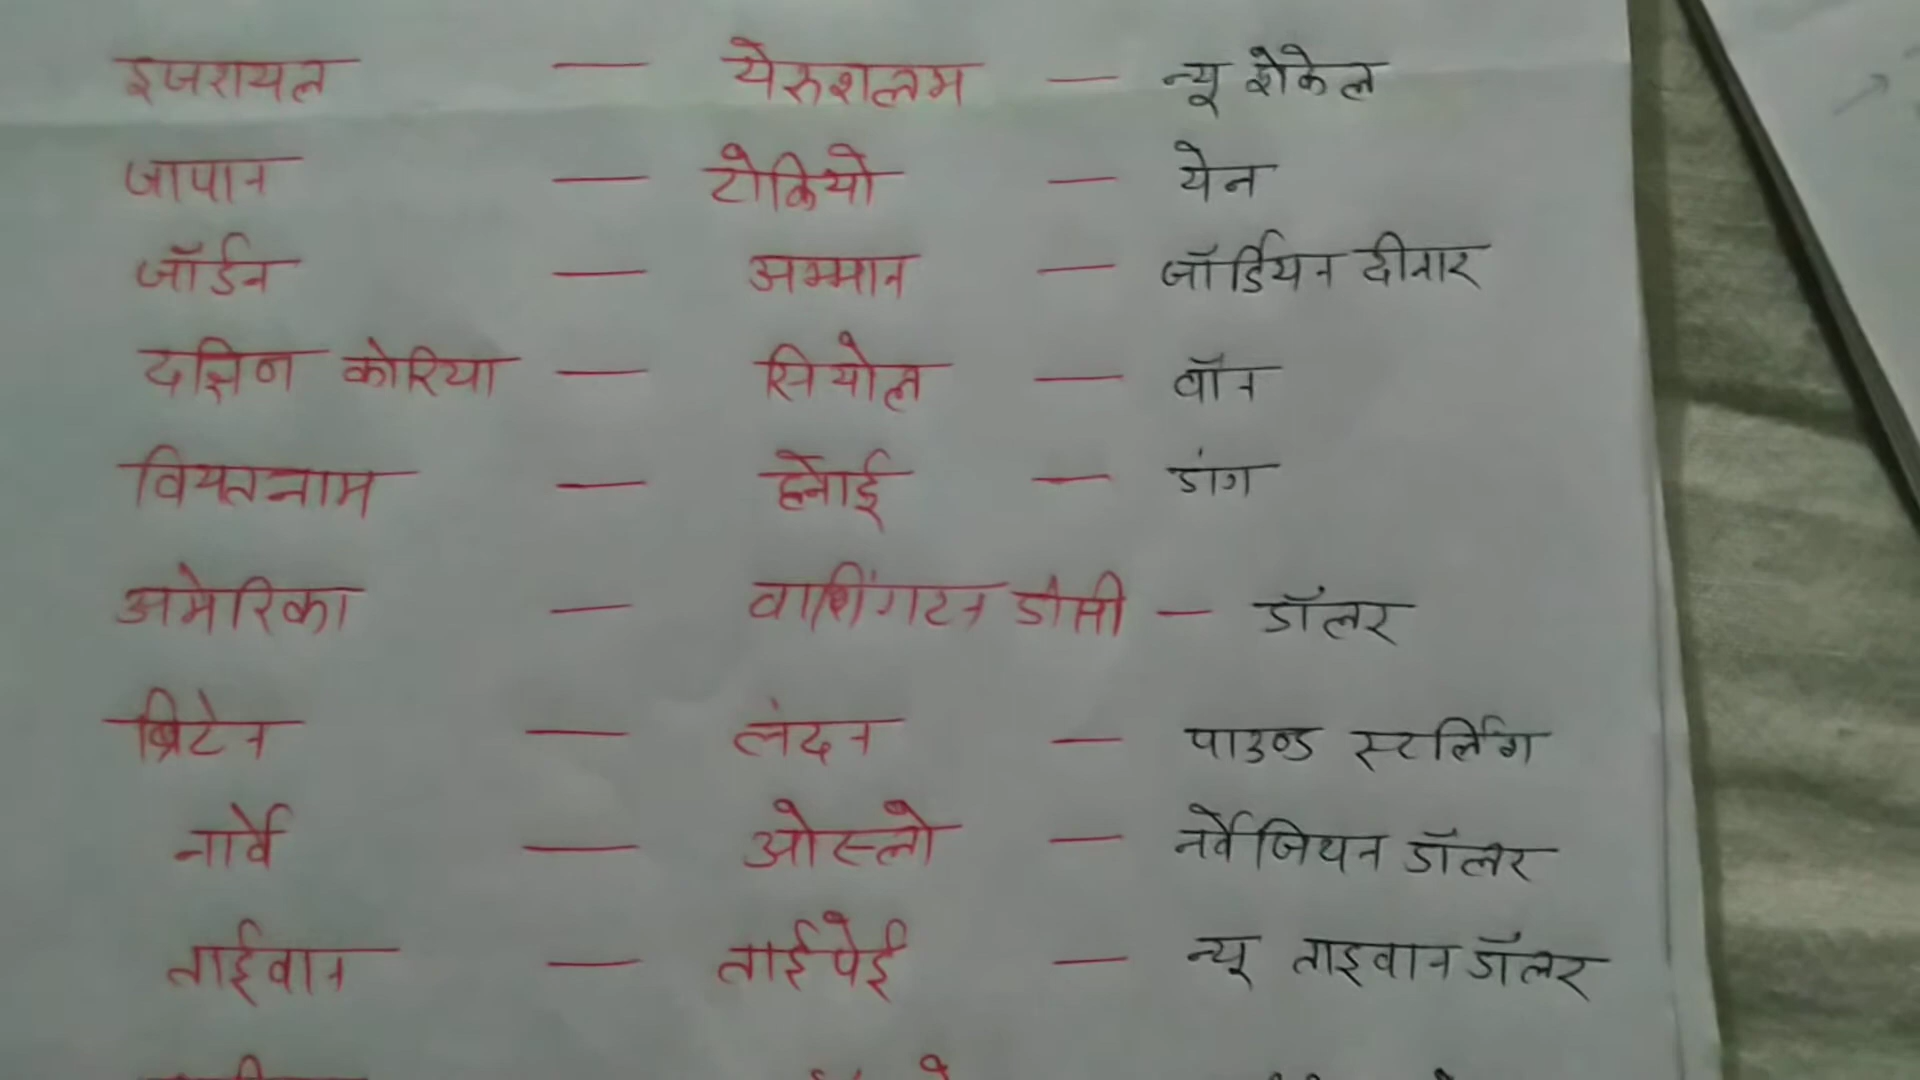 इजरायल — येरुशलम — न्यू शेकेल
जापान — टोकियो — येन
जॉर्डन — अम्मान — जॉर्डियन दीनार
दक्षिण कोरिया — सियोल — वॉन
वियतनाम — हनोई — डांग
अमेरिका — वाशिंगटन डीसी — डॉलर
ब्रिटेन — लंदन — पाउण्ड स्टर्लिंग
नार्वे — ओस्लो — नर्वेजियन डॉलर
ताईवान — ताईपेई — न्यू ताइवान डॉलर